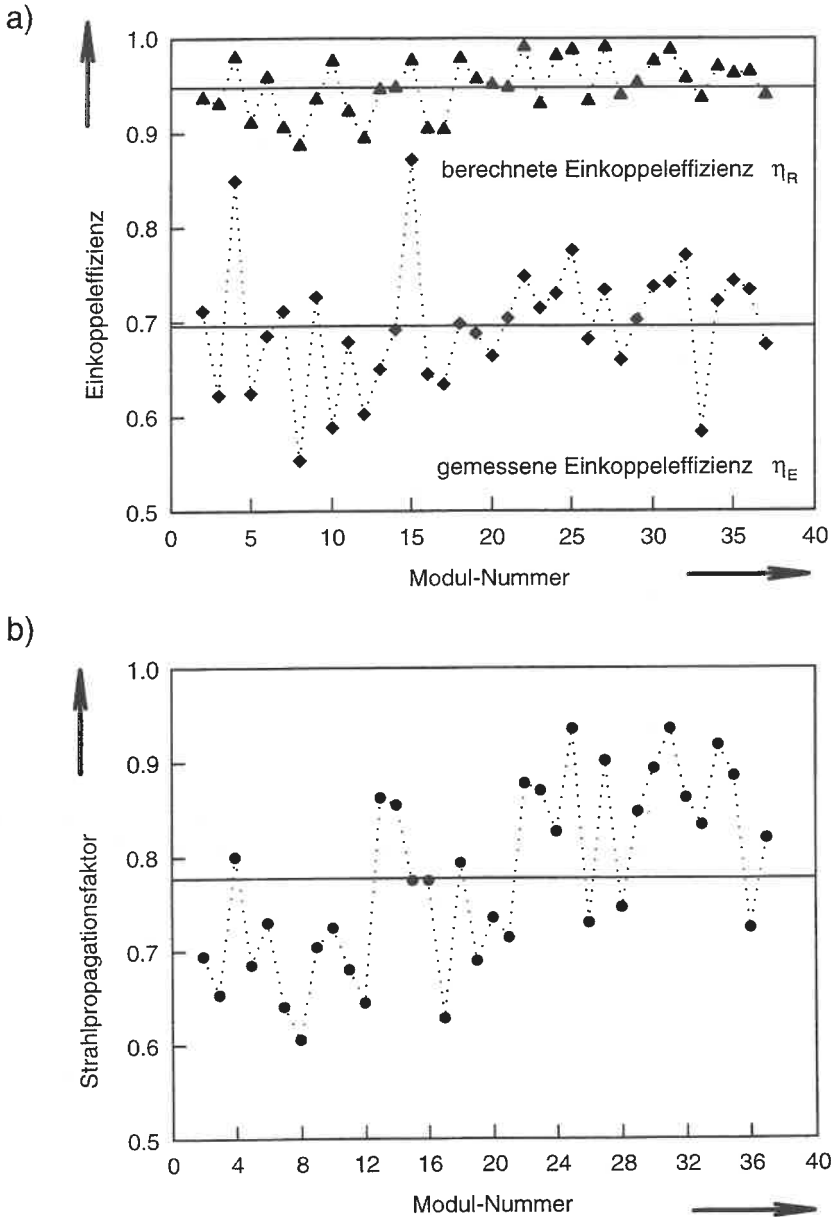 a)
1.0
0.9
0.8
0.7
0.6
0.5
Einkoppeleffizienz
berechnete Einkoppeleffizienz ηR
gemessene Einkoppeleffizienz ηE
0 5 10 15 20 25 30 35 40
Modul-Nummer
b)
1.0
0.9
0.8
0.7
0.6
0.5
Strahlpropagationsfaktor
0 4 8 12 16 20 24 28 32 36 40
Modul-Nummer